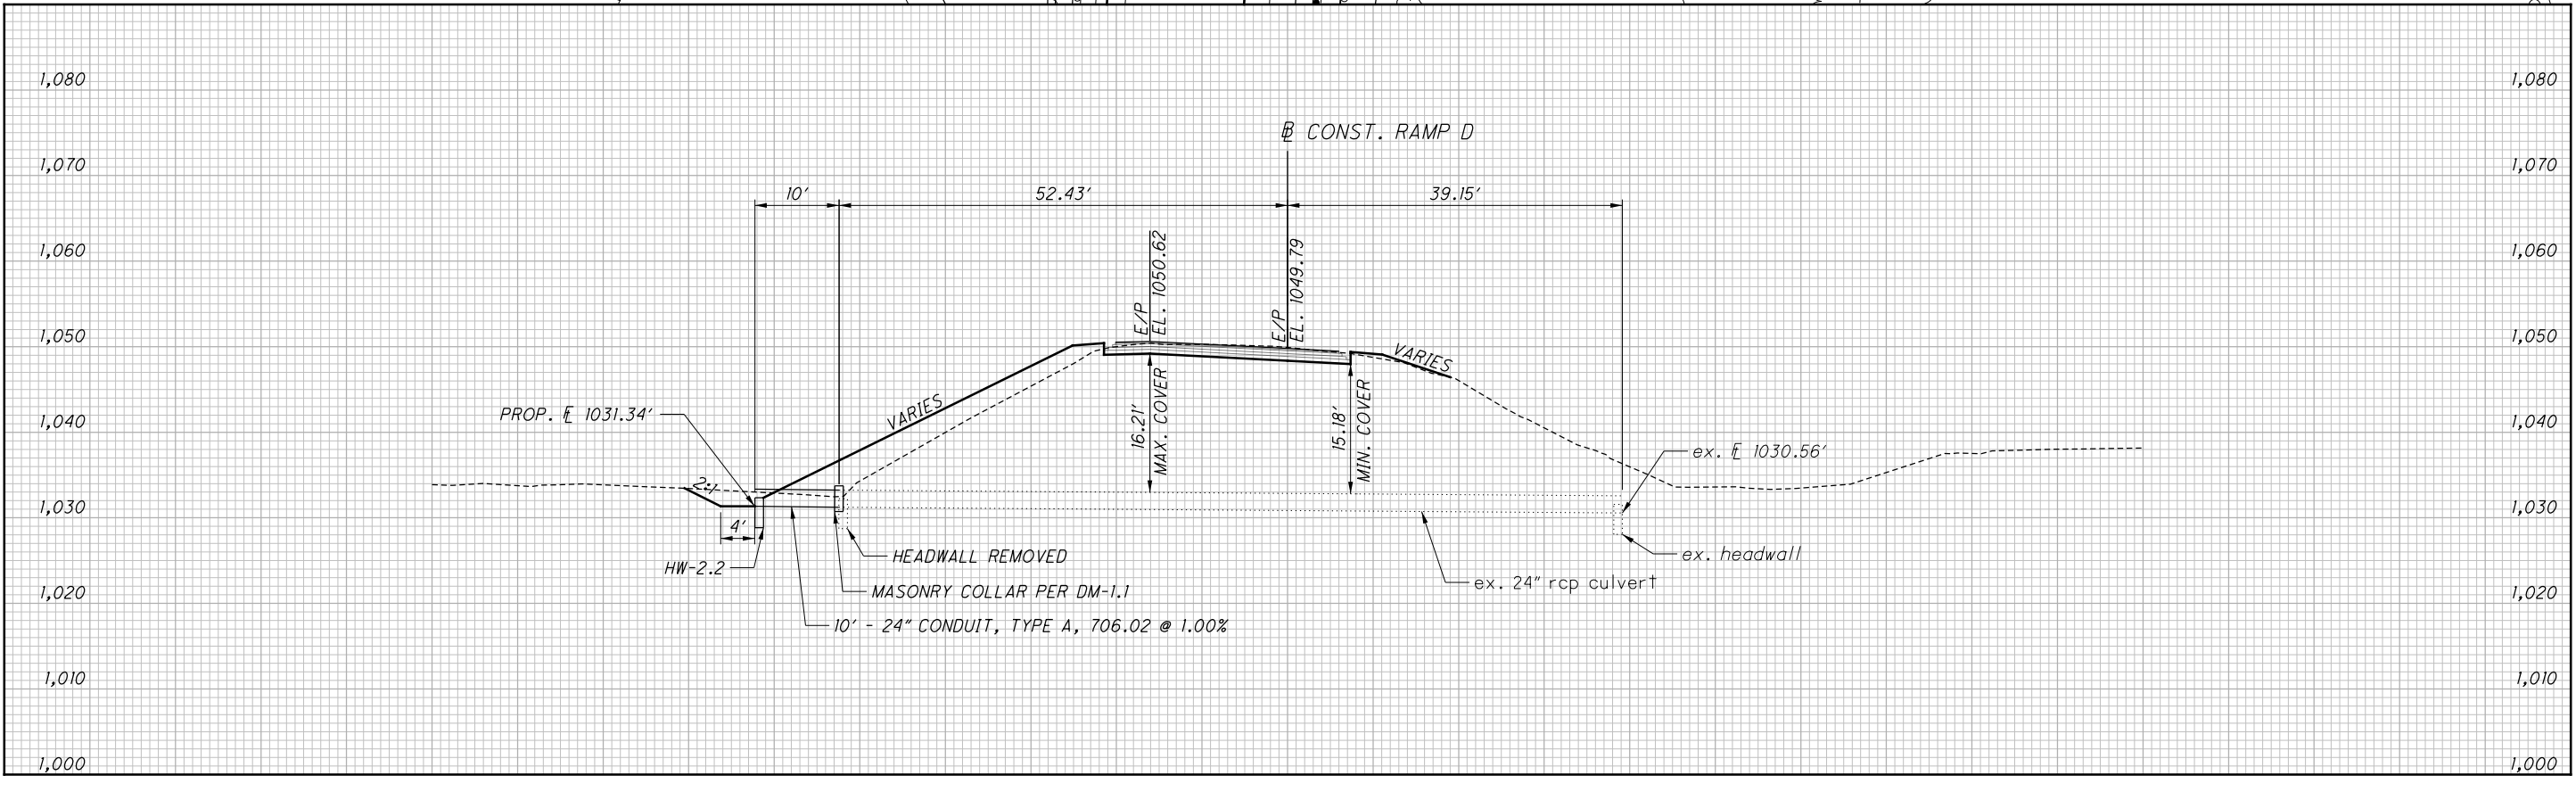 1,080
1,080
B CONST. RAMP D
1,070
1,070
10'
52.43'
39.15'
1,060
1,060
E/P
EL. 1050.62
E/P
EL. 1049.79
1,050
1,050
VARIES
VARIES
16.21'
MAX. COVER
15.18'
MIN. COVER
PROP. ℄ 1031.34'
1,040
1,040
ex. ℄ 1030.56'
2:1
1,030
1,030
4'
HEADWALL REMOVED
ex. headwall
HW-2.2
ex. 24" rcp culvert
MASONRY COLLAR PER DM-1.1
1,020
1,020
10' - 24" CONDUIT, TYPE A, 706.02 @ 1.00%
1,010
1,010
1,000
1,000